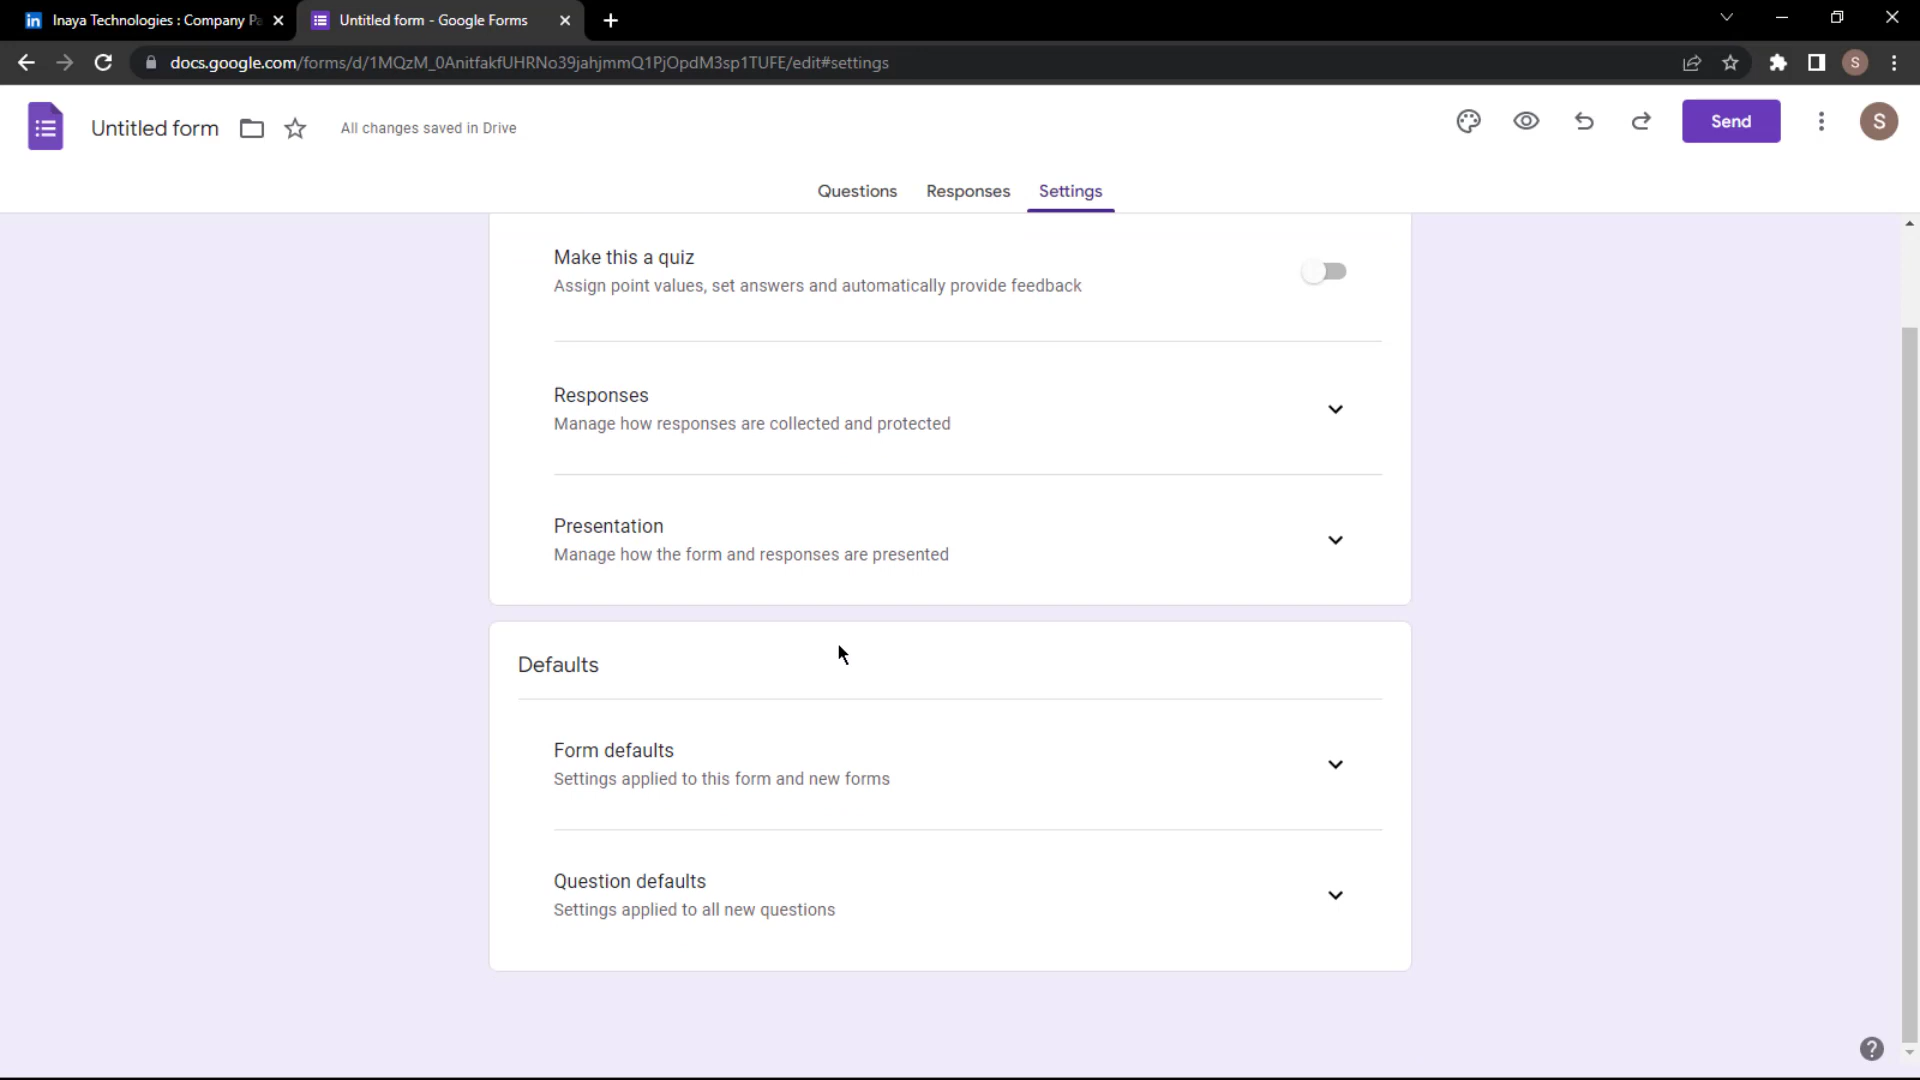 Inaya Technologies : Company Pa
Untitled form - Google Forms
docs.google.com/forms/d/1MQzM_0AnitfakfUHRNo39jahjmmQ1PjOpdM3sp1TUFE/edit#settings
S
Untitled form
All changes saved in Drive
Send
S
Questions
Responses
Settings
Make this a quiz
Assign point values, set answers and automatically provide feedback
Responses
Manage how responses are collected and protected
Presentation
Manage how the form and responses are presented
Defaults
Form defaults
Settings applied to this form and new forms
Question defaults
Settings applied to all new questions